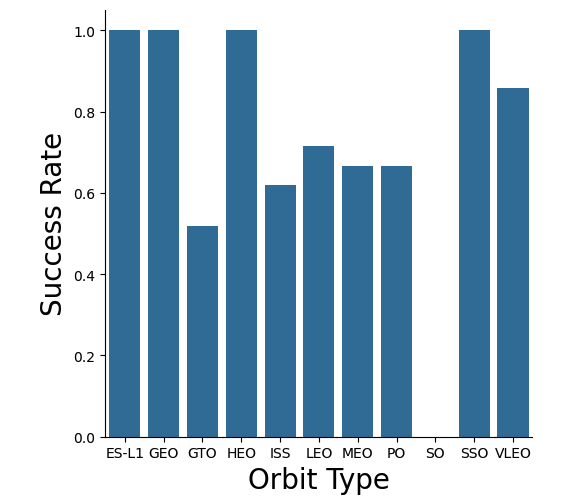 1.0
0.8
0.6
0.4
0.2
0.0
Success Rate
ES-L1 GEO GTO HEO ISS LEO MEO PO SO SSO VLEO
Orbit Type